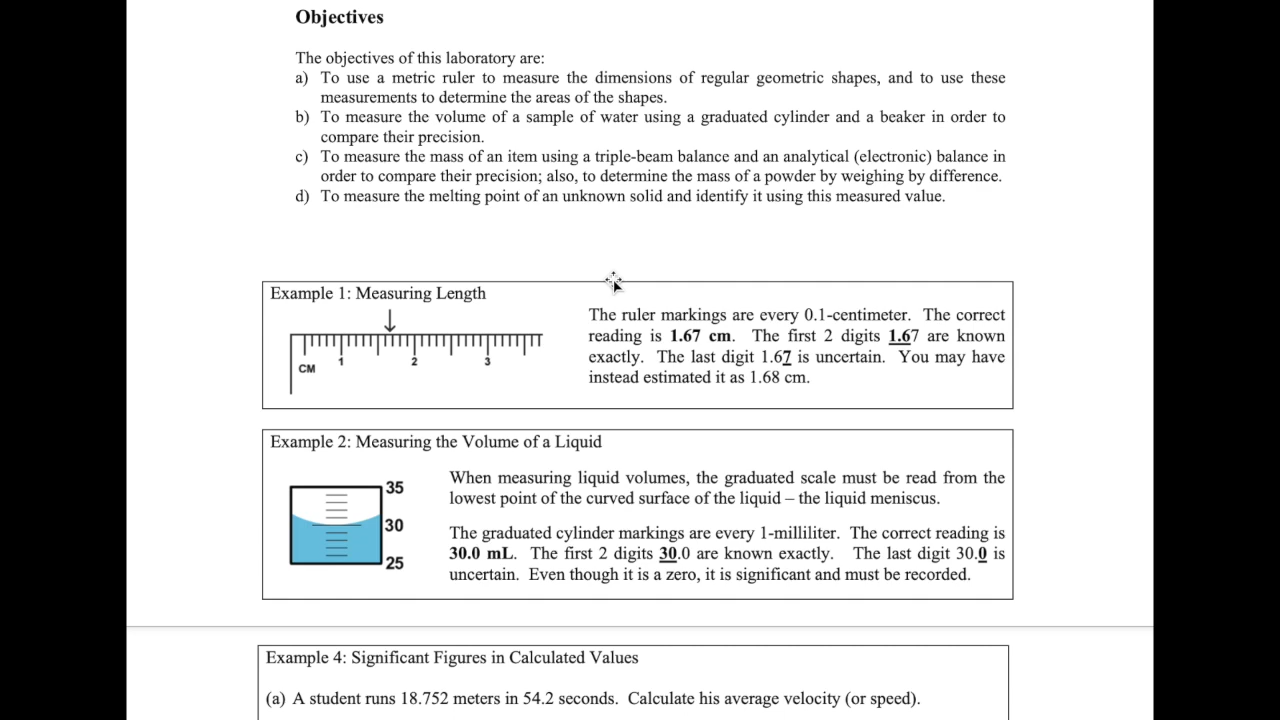 Objectives
The objectives of this laboratory are:
a) To use a metric ruler to measure the dimensions of regular geometric shapes, and to use these
measurements to determine the areas of the shapes.
b) To measure the volume of a sample of water using a graduated cylinder and a beaker in order to
compare their precision.
c) To measure the mass of an item using a triple-beam balance and an analytical (electronic) balance in
order to compare their precision; also, to determine the mass of a powder by weighing by difference.
d) To measure the melting point of an unknown solid and identify it using this measured value.
Example 1: Measuring Length
CM 1 2 3
The ruler markings are every 0.1-centimeter. The correct
reading is 1.67 cm. The first 2 digits 1.67 are known
exactly. The last digit 1.67 is uncertain. You may have
instead estimated it as 1.68 cm.
Example 2: Measuring the Volume of a Liquid
35
30
25
When measuring liquid volumes, the graduated scale must be read from the
lowest point of the curved surface of the liquid – the liquid meniscus.
The graduated cylinder markings are every 1-milliliter. The correct reading is
30.0 mL. The first 2 digits 30.0 are known exactly. The last digit 30.0 is
uncertain. Even though it is a zero, it is significant and must be recorded.
Example 4: Significant Figures in Calculated Values
(a) A student runs 18.752 meters in 54.2 seconds. Calculate his average velocity (or speed).